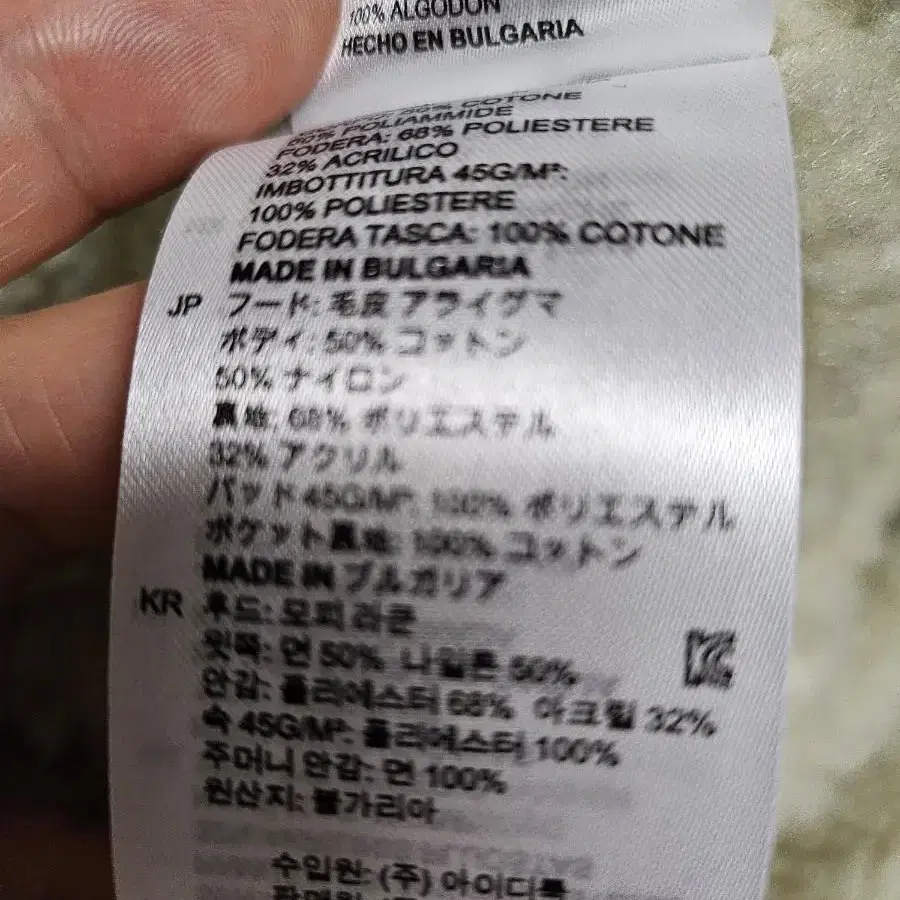 100% ALGODÓN
HECHO EN BULGARIA
50% COTONE
50% POLIAMMIDE
FODERA: 68% POLIESTERE
32% ACRILICO
IMBOTTITURA 45G/M²:
100% POLIESTERE
FODERA TASCA: 100% COTONE
MADE IN BULGARIA
JP フード: 毛皮 アライグマ
ボディ: 50% コットン
50% ナイロン
裏地: 68% ポリエステル
32% アクリル
パッド 45G/M²: 100% ポリエステル
ポケット裏地: 100% コットン
MADE IN ブルガリア
KR 후드: 모피 라쿤
윗쪽: 면 50% 나일론 50%
안감: 폴리에스터 68% 아크릴 32%
속 45G/M²: 폴리에스터 100%
주머니 안감: 면 100%
원산지: 불가리아
수입원: (주) 아이디룩